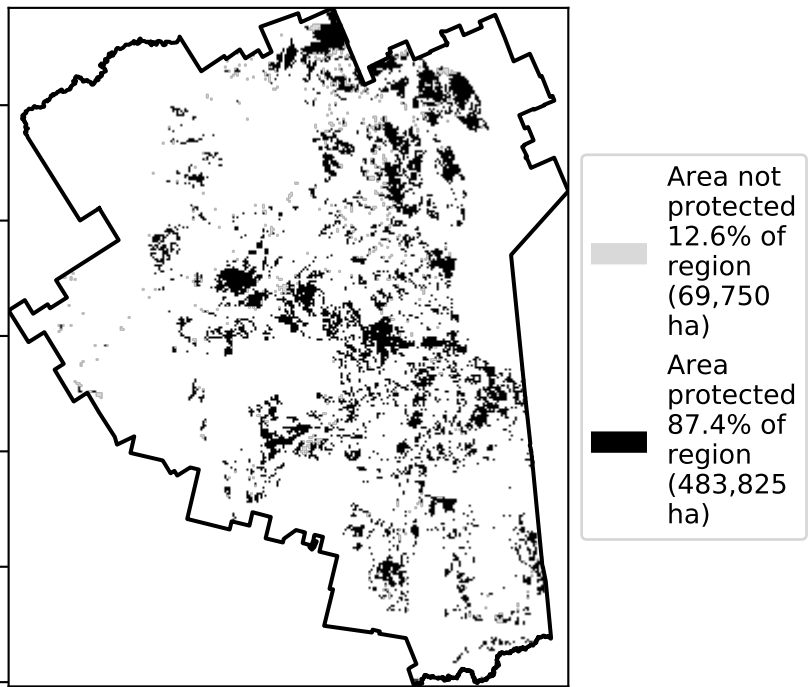 Area not
protected
12.6% of
region
(69,750
ha)
Area
protected
87.4% of
region
(483,825
ha)